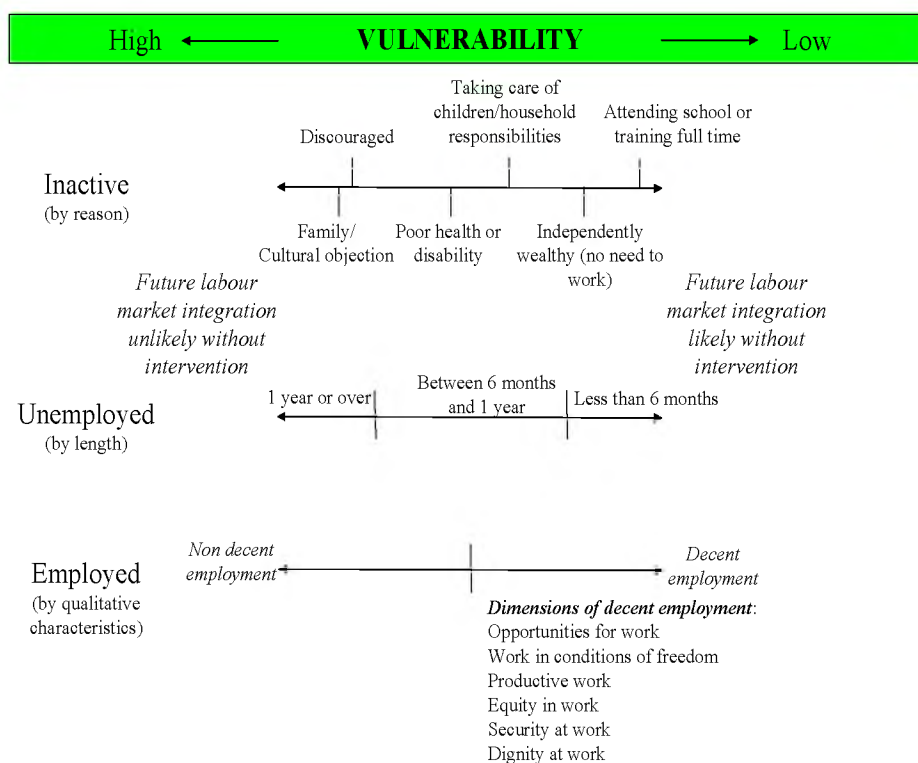 High VULNERABILITY Low
Taking care of
children/household
responsibilities
Attending school or
training full time
Discouraged
Inactive
(by reason)
Family/
Cultural objection
Poor health or
disability
Independently
wealthy (no need to
work)
Future labour
market integration
unlikely without
intervention
Future labour
market integration
likely without
intervention
Unemployed
(by length)
1 year or over
Between 6 months
and 1 year
Less than 6 months
Employed
(by qualitative
characteristics)
Non decent
employment
Decent
employment
Dimensions of decent employment:
Opportunities for work
Work in conditions of freedom
Productive work
Equity in work
Security at work
Dignity at work